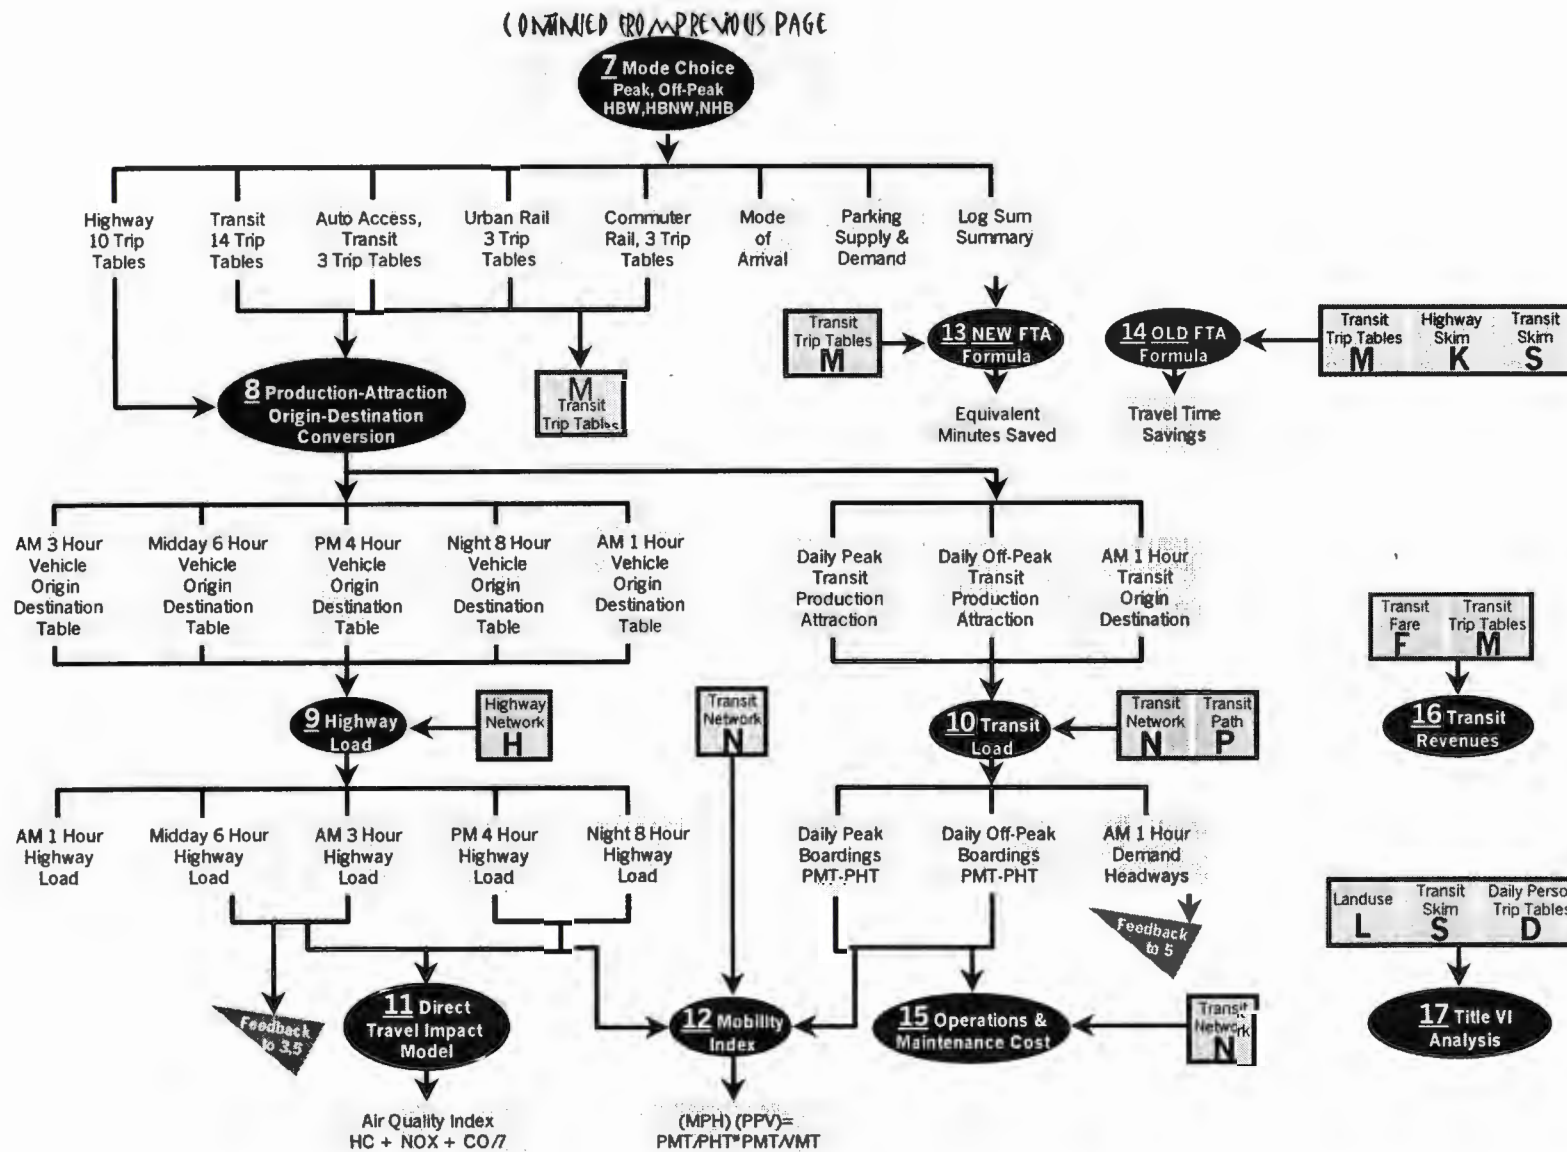 CONTINUED FROM PREVIOUS PAGE
7 Mode Choice
Peak, Off-Peak
HBW,HBNW,NHB
Highway
10 Trip
Tables
Transit
14 Trip
Tables
Auto Access,
Transit
3 Trip Tables
Urban Rail
3 Trip
Tables
Commuter
Rail, 3 Trip
Tables
Mode
of
Arrival
Parking
Supply &
Demand
Log Sum
Summary
Transit
Trip Tables
M
13 NEW FTA
Formula
14 OLD FTA
Formula
Transit
Trip Tables
M
Highway
Skim
K
Transit
Skim
S
8 Production-Attraction
Origin-Destination
Conversion
M
Transit
Trip Tables
Equivalent
Minutes Saved
Travel Time
Savings
AM 3 Hour
Vehicle
Origin
Destination
Table
Midday 6 Hour
Vehicle
Origin
Destination
Table
PM 4 Hour
Vehicle
Origin
Destination
Table
Night 8 Hour
Vehicle
Origin
Destination
Table
AM 1 Hour
Vehicle
Origin
Destination
Table
Daily Peak
Transit
Production
Attraction
Daily Off-Peak
Transit
Production
Attraction
AM 1 Hour
Transit
Origin
Destination
Transit
Fare
F
Transit
Trip Tables
M
9 Highway
Load
Highway
Network
H
Transit
Network
N
10 Transit
Load
Transit
Network
N
Transit
Path
P
16 Transit
Revenues
AM 1 Hour
Highway
Load
Midday 6 Hour
Highway
Load
AM 3 Hour
Highway
Load
PM 4 Hour
Highway
Load
Night 8 Hour
Highway
Load
Daily Peak
Boardings
PMT-PHT
Daily Off-Peak
Boardings
PMT-PHT
AM 1 Hour
Demand
Headways
Feedback
to 5
Landuse
L
Transit
Skim
S
Daily Perso
Trip Tables
D
Feedback
to 3,5
11 Direct
Travel Impact
Model
12 Mobility
Index
15 Operations &
Maintenance Cost
Transit
Network
N
17 Title VI
Analysis
Air Quality Index
HC + NOX + CO/7
(MPH) (PPV)=
PMT/PHT*PMT/VMT